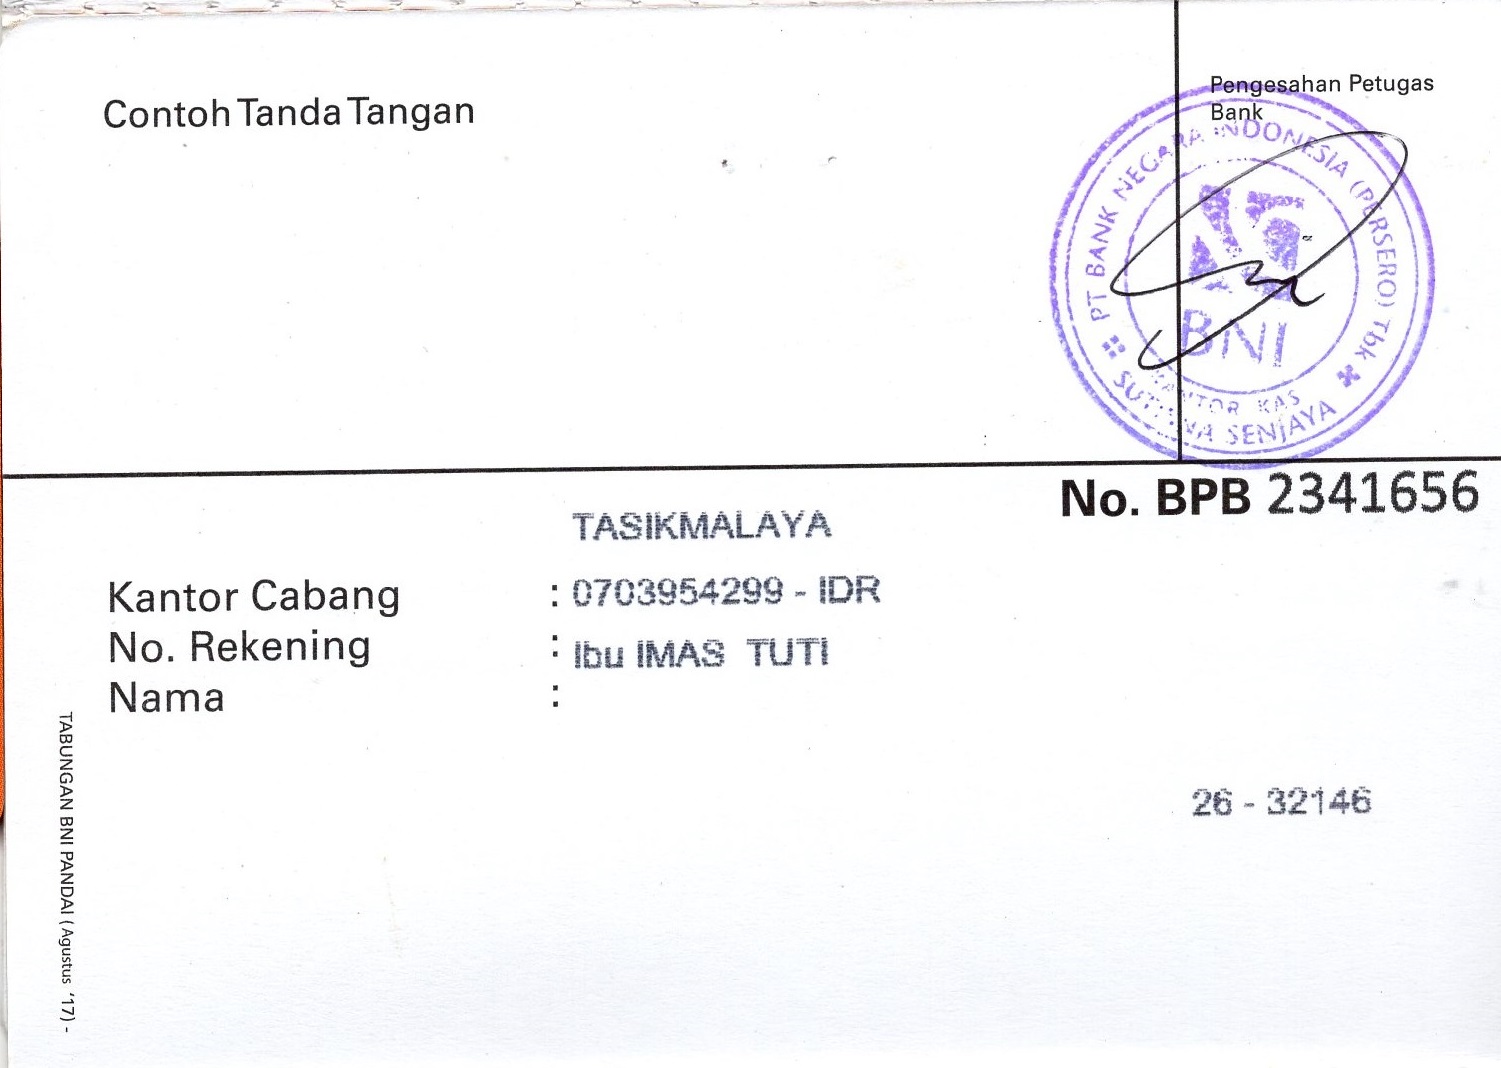 Contoh Tanda Tangan
Pengesahan Petugas
Bank
PT BANK NEGARA INDONESIA (PERSERO) Tbk
BNI
KANTOR KAS
SENJAYA
No. BPB 2341656
TASIKMALAYA
Kantor Cabang : 0703954299 - IDR
No. Rekening : Ibu IMAS TUTI
Nama :
26 - 32146
TABUNGAN BNI PANDAI ( Agustus '17) -